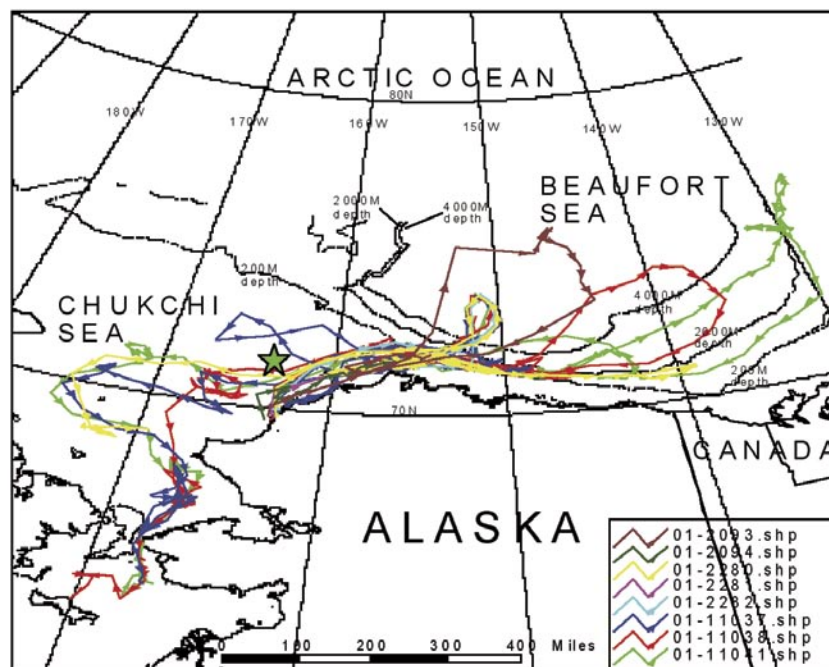 ARCTIC OCEAN
80N
180W
170W
160W
150W
140W
130W
BEAUFORT
SEA
2000M
depth
4000M
depth
200M
depth
CHUKCHI
SEA
4000M
depth
2000M
depth
200M
depth
70N
CANADA
ALASKA
01-2093.shp
01-2094.shp
01-2280.shp
01-2281.shp
01-2282.shp
01-11037.shp
01-11038.shp
01-11041.shp
0 100 200 300 400 Miles